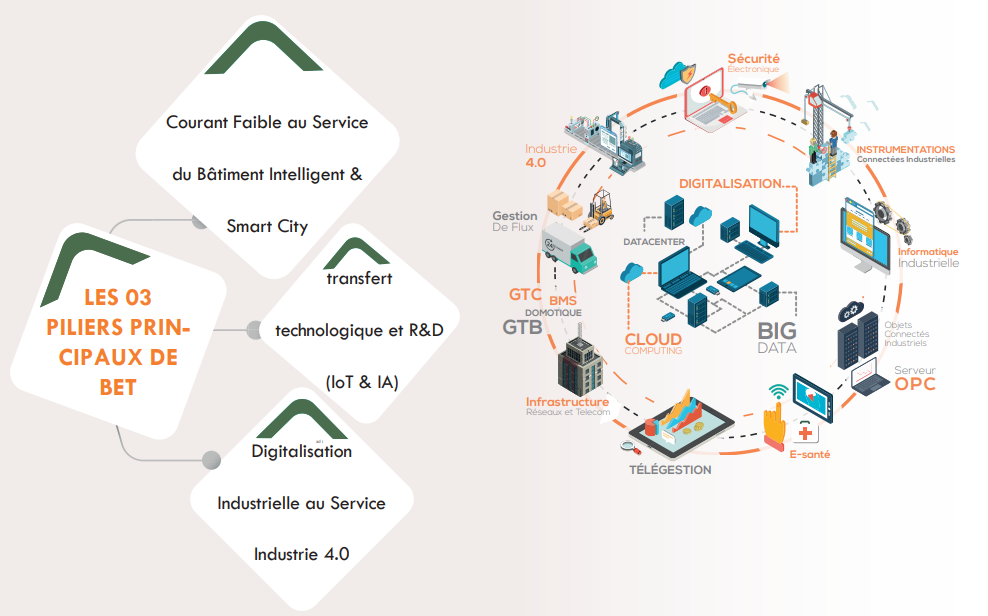 Courant Faible au Service
du Bâtiment Intelligent &
Smart City
LES 03
PILIERS PRIN-
CIPAUX DE
BET
transfert
technologique et R&D
(IoT & IA)
Digitalisation
Industrielle au Service
Industrie 4.0
Sécurité
Électronique
Industrie
4.0
INSTRUMENTATIONS
Connectées Industrielles
DIGITALISATION
Gestion
De Flux
DATACENTER
Informatique
Industrielle
GTC
BMS
DOMOTIQUE
GTB
CLOUD
COMPUTING
BIG
DATA
Objets
Connectés
Industriels
Serveur
OPC
Infrastructure
Réseaux et Telecom
E-santé
TÉLÉGESTION